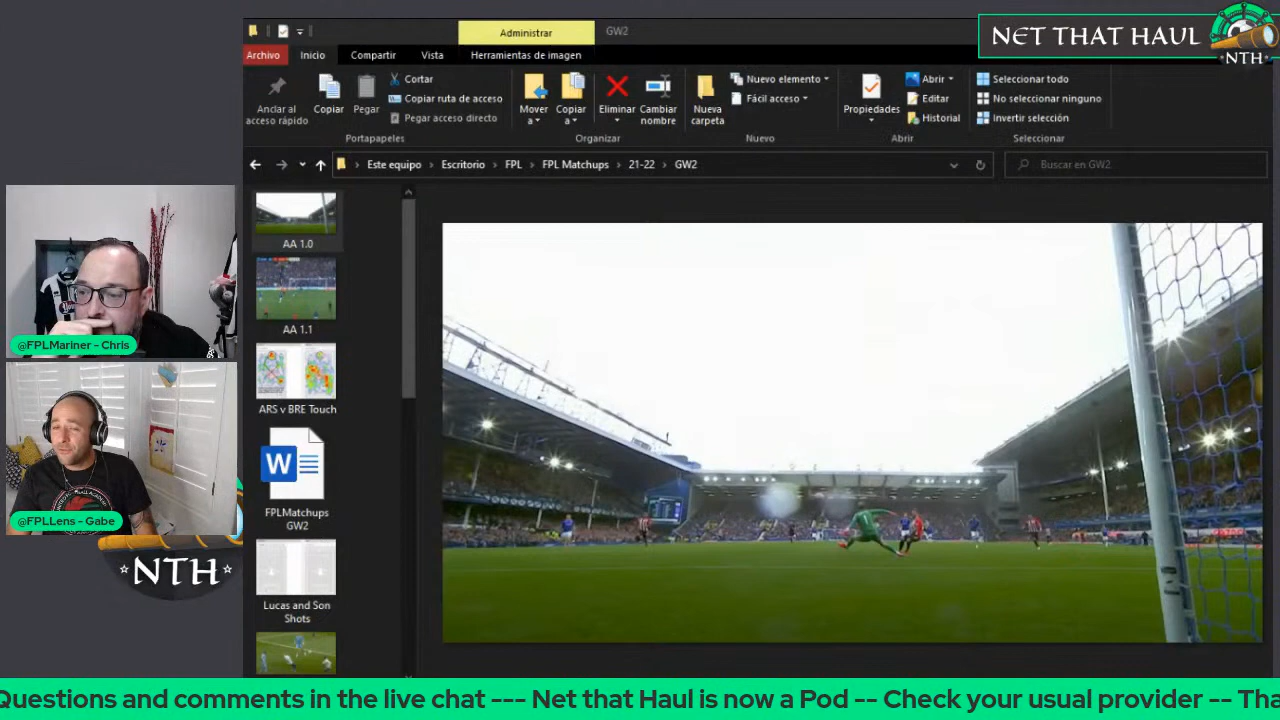 Administrar
GW2
NET THAT HAUL
NTH
Archivo
Inicio
Compartir
Vista
Herramientas de imagen
Anclar al
acceso rápido
Copiar
Pegar
Cortar
Copiar ruta de acceso
Pegar acceso directo
Portapapeles
Mover
a
Copiar
a
Eliminar
Cambiar
nombre
Organizar
Nueva
carpeta
Nuevo elemento
Fácil acceso
Nuevo
Propiedades
Abrir
Editar
Historial
Abrir
Seleccionar todo
No seleccionar ninguno
Invertir selección
Seleccionar
Este equipo > Escritorio > FPL > FPL Matchups > 21-22 > GW2
Buscar en GW2
AA 1.0
AA 1.1
ARS v BRE Touch
W
FPLMatchups
GW2
Lucas and Son
Shots
@FPLMariner - Chris
@FPLLens - Gabe
NTH
Questions and comments in the live chat --- Net that Haul is now a Pod -- Check your usual provider -- Tha